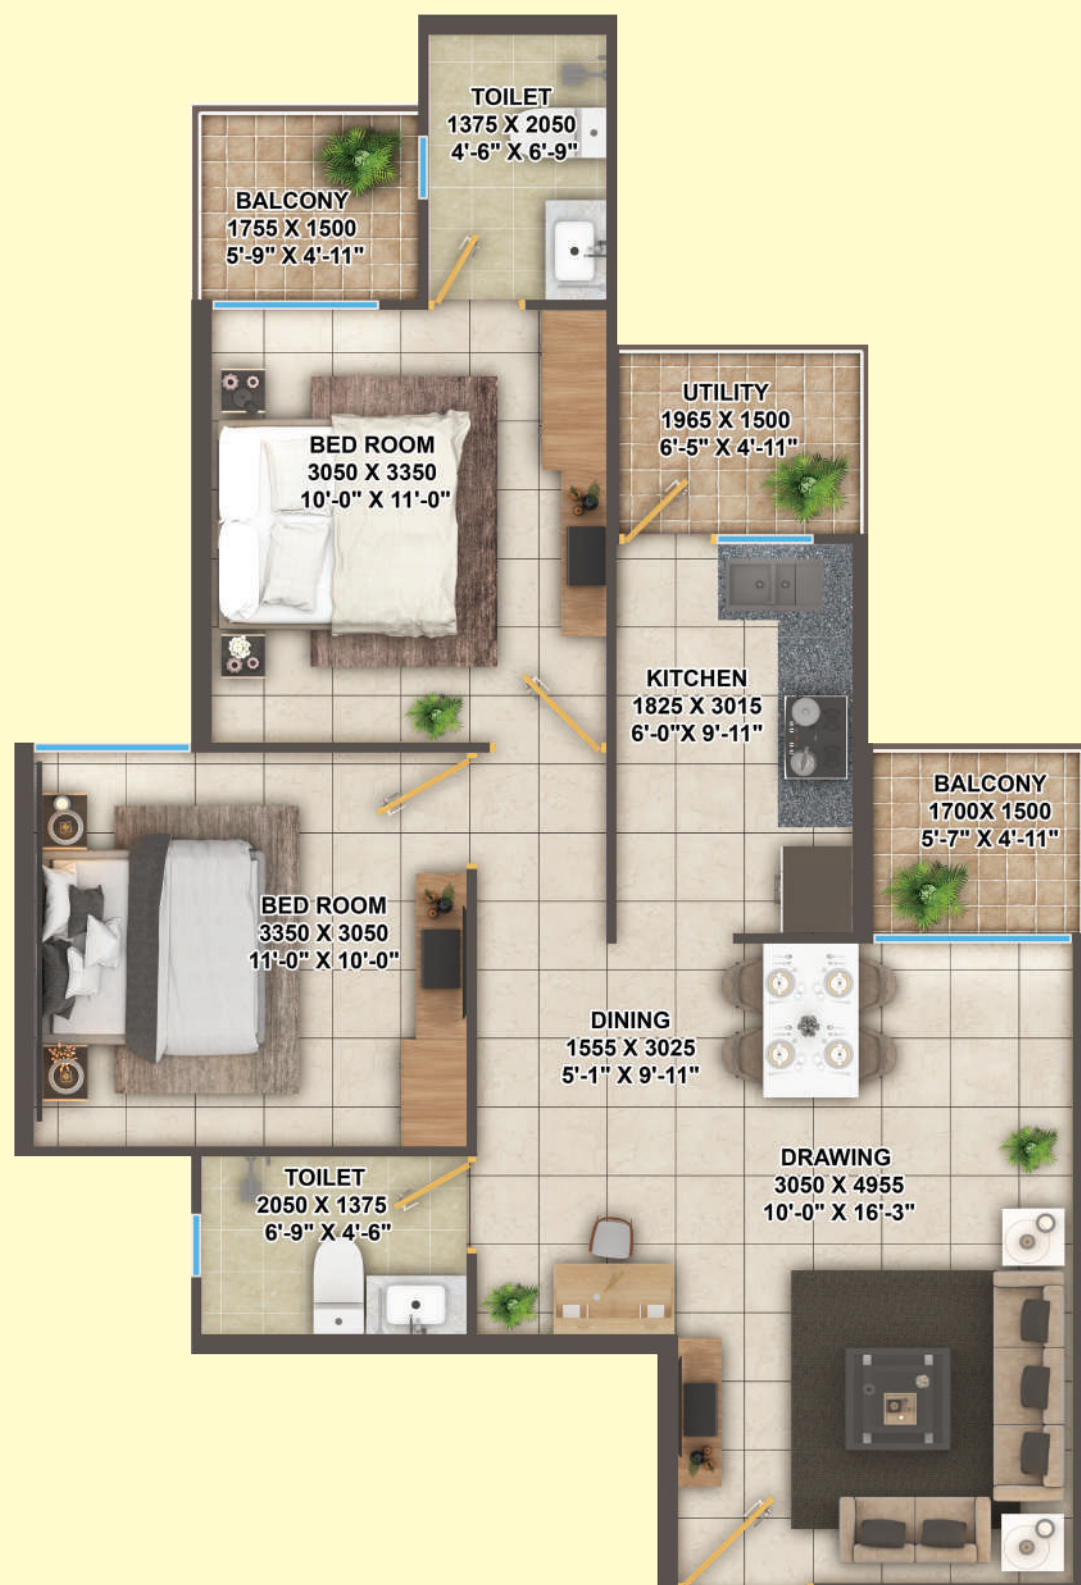 TOILET
1375 X 2050
4'-6" X 6'-9"
BALCONY
1755 X 1500
5'-9" X 4'-11"
UTILITY
1965 X 1500
6'-5" X 4'-11"
BED ROOM
3050 X 3350
10'-0" X 11'-0"
KITCHEN
1825 X 3015
6'-0"X 9'-11"
BALCONY
1700X 1500
5'-7" X 4'-11"
BED ROOM
3350 X 3050
11'-0" X 10'-0"
DINING
1555 X 3025
5'-1" X 9'-11"
DRAWING
3050 X 4955
10'-0" X 16'-3"
TOILET
2050 X 1375
6'-9" X 4'-6"